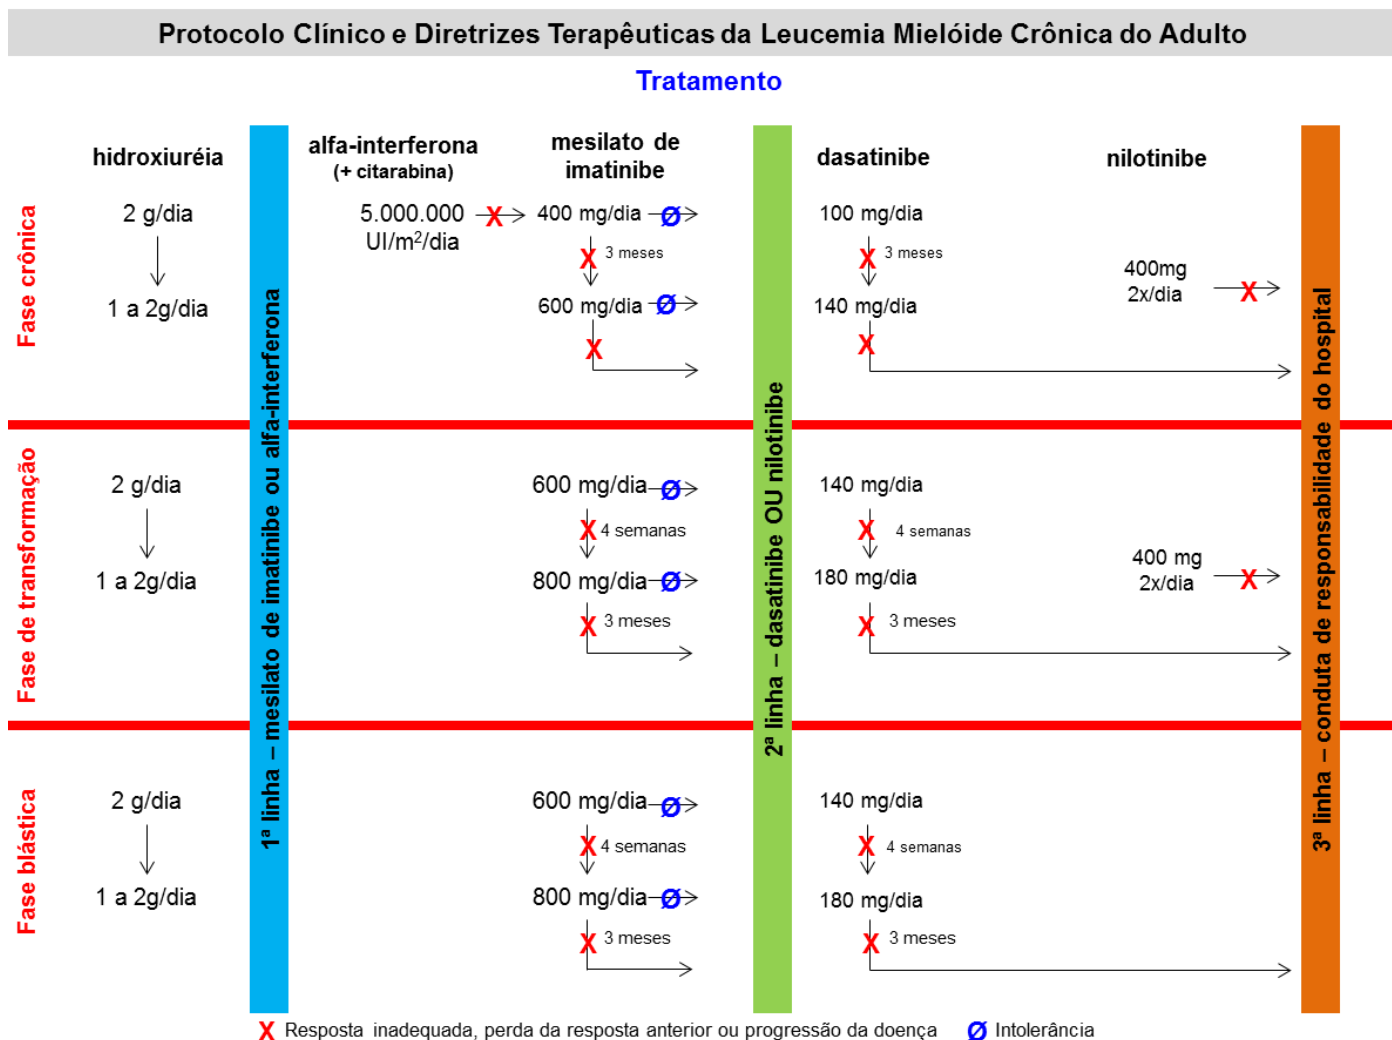 Protocolo Clínico e Diretrizes Terapêuticas da Leucemia Mielóide Crônica do Adulto
Tratamento
hidroxiuréia
alfa-interferona
(+ citarabina)
mesilato de
imatinibe
dasatinibe
nilotinibe
1ª linha – mesilato de imatinibe ou alfa-interferona
2ª linha – dasatinibe OU nilotinibe
3ª linha – conduta de responsabilidade do hospital
Fase crônica
2 g/dia
1 a 2g/dia
5.000.000
UI/m²/dia
X
400 mg/dia
Ø
X
3 meses
600 mg/dia
Ø
X
100 mg/dia
X
3 meses
140 mg/dia
X
400mg
2x/dia
X
Fase de transformação
2 g/dia
1 a 2g/dia
600 mg/dia
Ø
X
4 semanas
800 mg/dia
Ø
X
3 meses
140 mg/dia
X
4 semanas
180 mg/dia
X
3 meses
400 mg
2x/dia
X
Fase blástica
2 g/dia
1 a 2g/dia
600 mg/dia
Ø
X
4 semanas
800 mg/dia
Ø
X
3 meses
140 mg/dia
X
4 semanas
180 mg/dia
X
3 meses
X Resposta inadequada, perda da resposta anterior ou progressão da doença Ø Intolerância